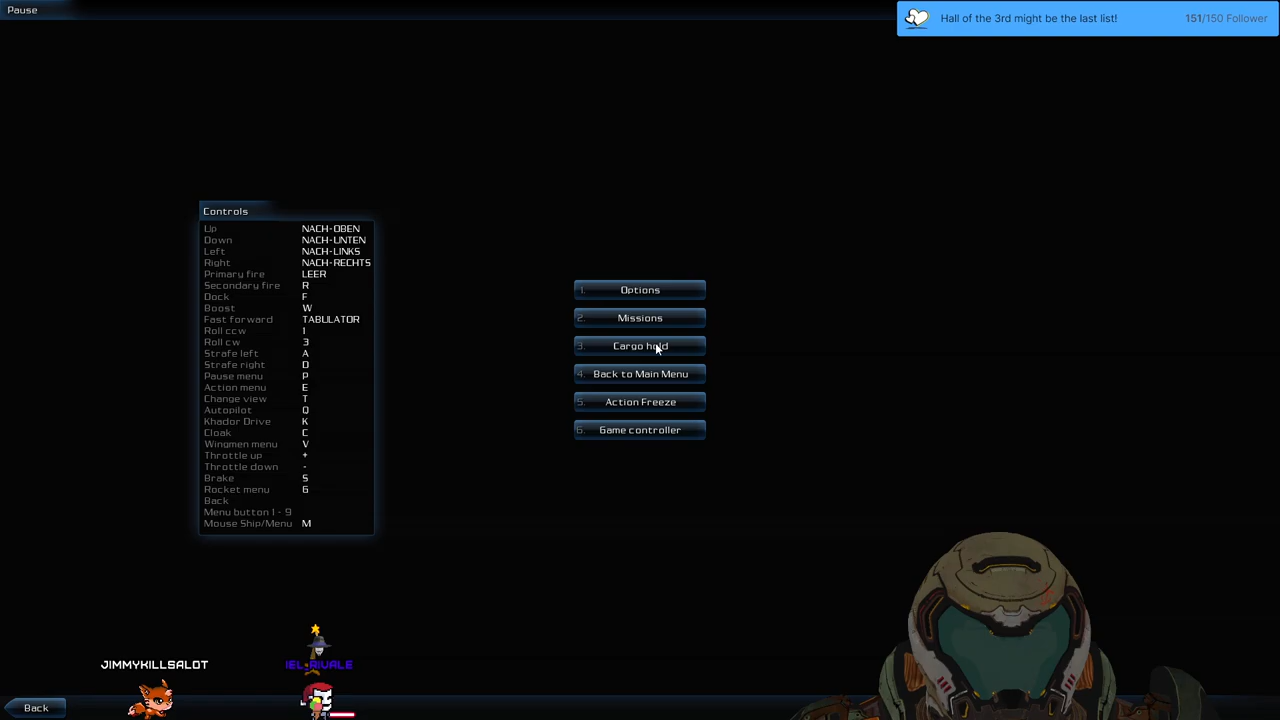 Pause
Hall of the 3rd might be the last list!
151/150 Follower
Controls
Up NACH-OBEN
Down NACH-UNTEN
Left NACH-LINKS
Right NACH-RECHTS
Primary fire LEER
Secondary fire R
Dock F
Boost W
Fast forward TABULATOR
Roll ccw 1
Roll cw 3
Strafe left A
Strafe right D
Pause menu P
Action menu E
Change view T
Autopilot Q
Khador Drive K
Cloak C
Wingmen menu V
Throttle up +
Throttle down -
Brake S
Rocket menu G
Back
Menu button 1 - 9
Mouse Ship/Menu M
1. Options
2. Missions
3. Cargo hold
4. Back to Main Menu
5. Action Freeze
6. Game controller
JIMMYKILLSALOT
Back